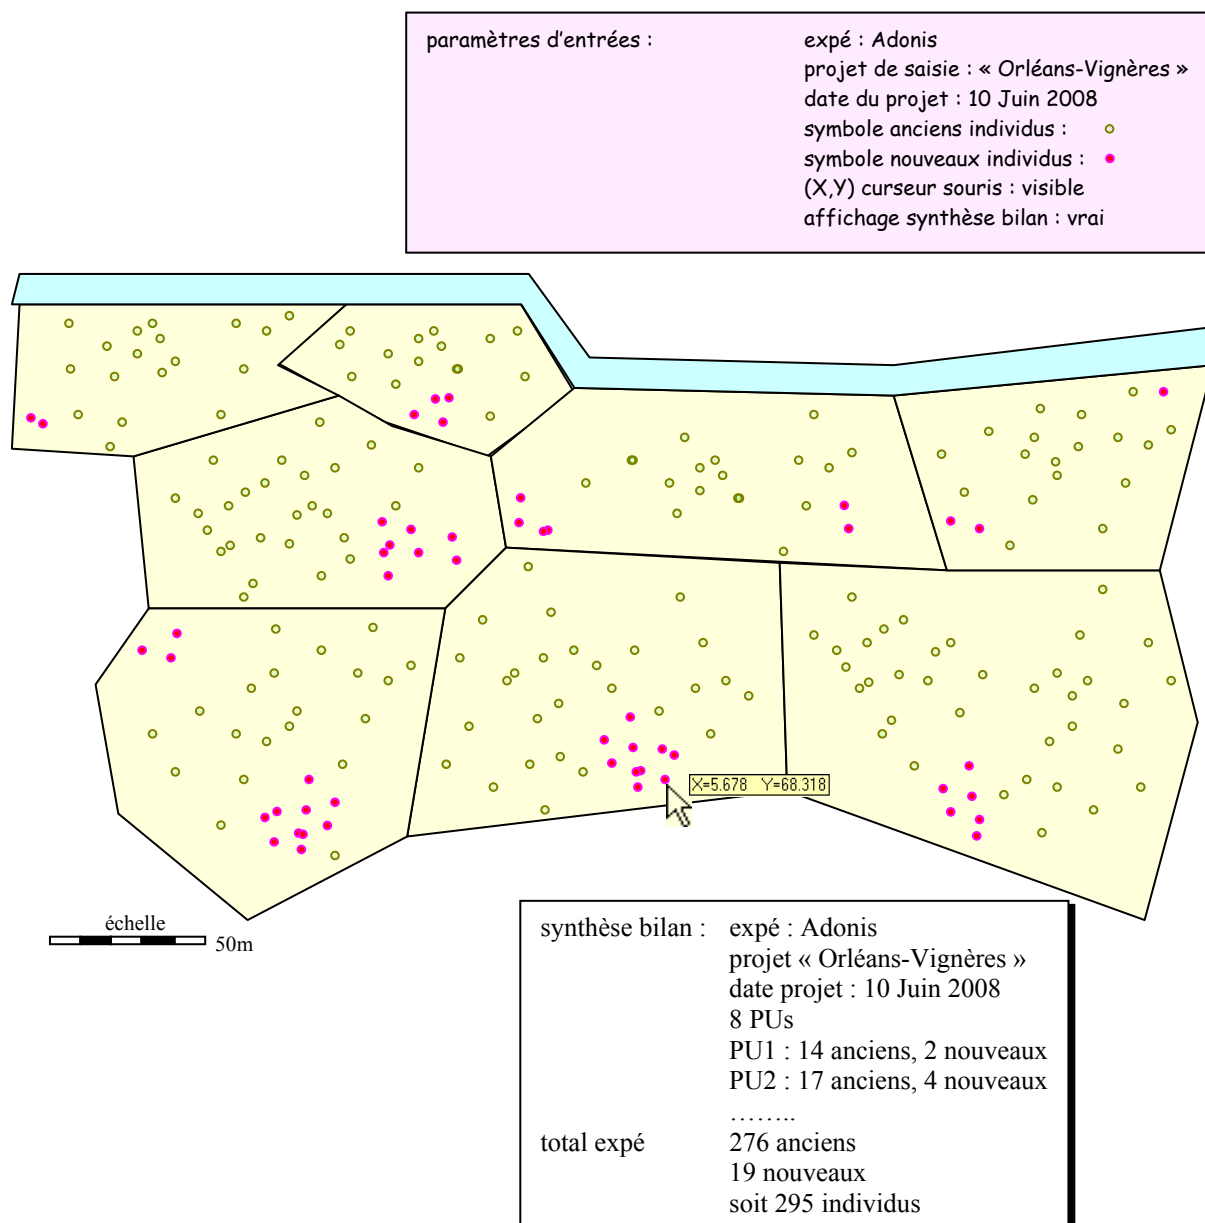 paramètres d'entrées : expé : Adonis
projet de saisie : « Orléans-Vignères »
date du projet : 10 Juin 2008
symbole anciens individus :
symbole nouveaux individus :
(X,Y) curseur souris : visible
affichage synthèse bilan : vrai
X=5.678 Y=68.318
échelle
50m
synthèse bilan : expé : Adonis
projet « Orléans-Vignères »
date projet : 10 Juin 2008
8 PUs
PU1 : 14 anciens, 2 nouveaux
PU2 : 17 anciens, 4 nouveaux
……..
total expé 276 anciens
19 nouveaux
soit 295 individus